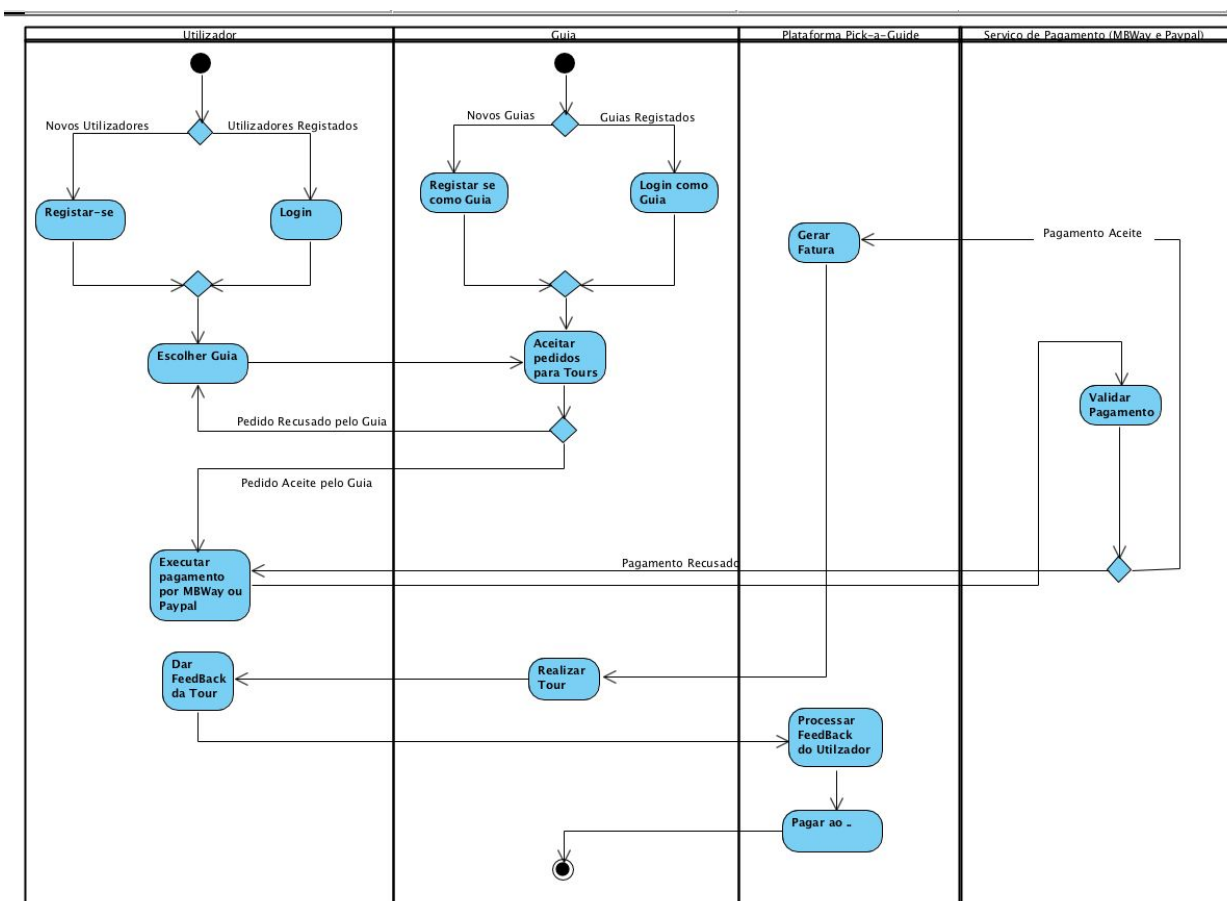 Utilizador
Guia
Plataforma Pick-a-Guide
Serviço de Pagamento (MBWay e Paypal)
Novos Utilizadores
Utilizadores Registados
Novos Guias
Guias Registados
Registar-se
Login
Registar se
como Guia
Login como
Guia
Gerar
Fatura
Pagamento Aceite
Escolher Guia
Aceitar
pedidos
para Tours
Validar
Pagamento
Pedido Recusado pelo Guia
Pedido Aceite pelo Guia
Executar
pagamento
por MBWay ou
Paypal
Pagamento Recusado
Dar
FeedBack
da Tour
Realizar
Tour
Processar
FeedBack
do Utilzador
Pagar ao ..